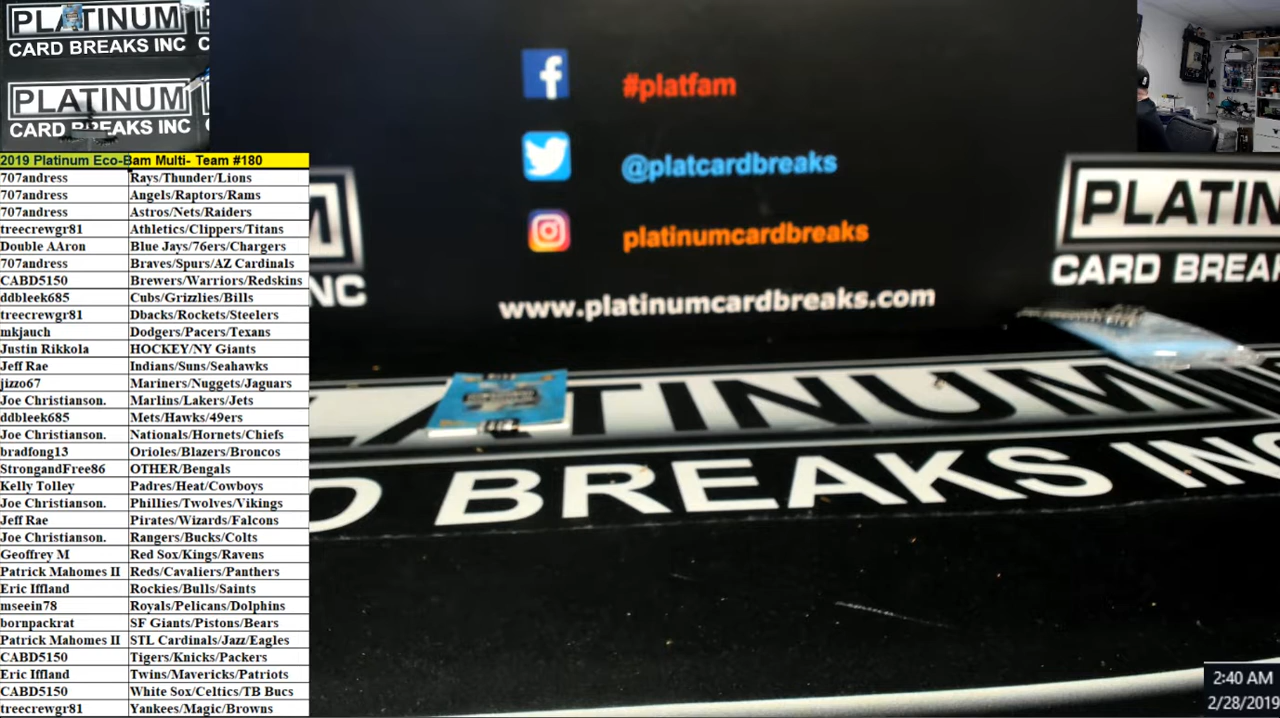 PLATINUM
CARD BREAKS INC
PLATINUM
CARD BREAKS INC
2019 Platinum Eco-Bam Multi- Team #180
707andress Rays/Thunder/Lions
707andress Angels/Raptors/Rams
707andress Astros/Nets/Raiders
treecrewgr81 Athletics/Clippers/Titans
Double AAron Blue Jays/76ers/Chargers
707andress Braves/Spurs/AZ Cardinals
CABD5150 Brewers/Warriors/Redskins
ddbleek685 Cubs/Grizzlies/Bills
treecrewgr81 Dbacks/Rockets/Steelers
mkjauch Dodgers/Pacers/Texans
Justin Rikkola HOCKEY/NY Giants
Jeff Rae Indians/Suns/Seahawks
jizzo67 Mariners/Nuggets/Jaguars
Joe Christianson. Marlins/Lakers/Jets
ddbleek685 Mets/Hawks/49ers
Joe Christianson. Nationals/Hornets/Chiefs
bradfong13 Orioles/Blazers/Broncos
StrongandFree86 OTHER/Bengals
Kelly Tolley Padres/Heat/Cowboys
Joe Christianson. Phillies/Twolves/Vikings
Jeff Rae Pirates/Wizards/Falcons
Joe Christianson. Rangers/Bucks/Colts
Geoffrey M Red Sox/Kings/Ravens
Patrick Mahomes II Reds/Cavaliers/Panthers
Eric Iffland Rockies/Bulls/Saints
mseein78 Royals/Pelicans/Dolphins
bornpackrat SF Giants/Pistons/Bears
Patrick Mahomes II STL Cardinals/Jazz/Eagles
CABD5150 Tigers/Knicks/Packers
Eric Iffland Twins/Mavericks/Patriots
CABD5150 White Sox/Celtics/TB Bucs
treecrewgr81 Yankees/Magic/Browns
#platfam
@platcardbreaks
platinumcardbreaks
www.platinumcardbreaks.com
M
INC
PLATIN
CARD BREA
LATINUM
D BREAKS INC
2:40 AM
2/28/2019